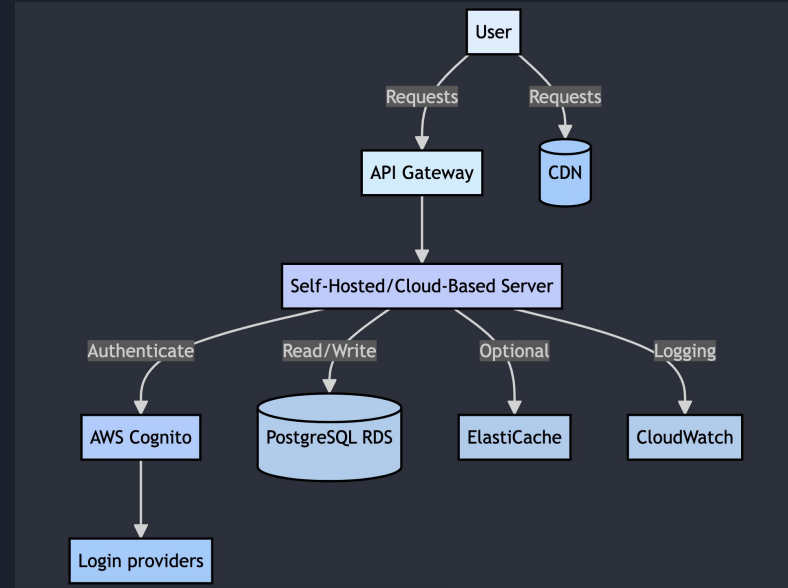 User
Requests
Requests
API Gateway
CDN
Self-Hosted/Cloud-Based Server
Authenticate
Read/Write
Optional
Logging
AWS Cognito
PostgreSQL RDS
ElastiCache
CloudWatch
Login providers